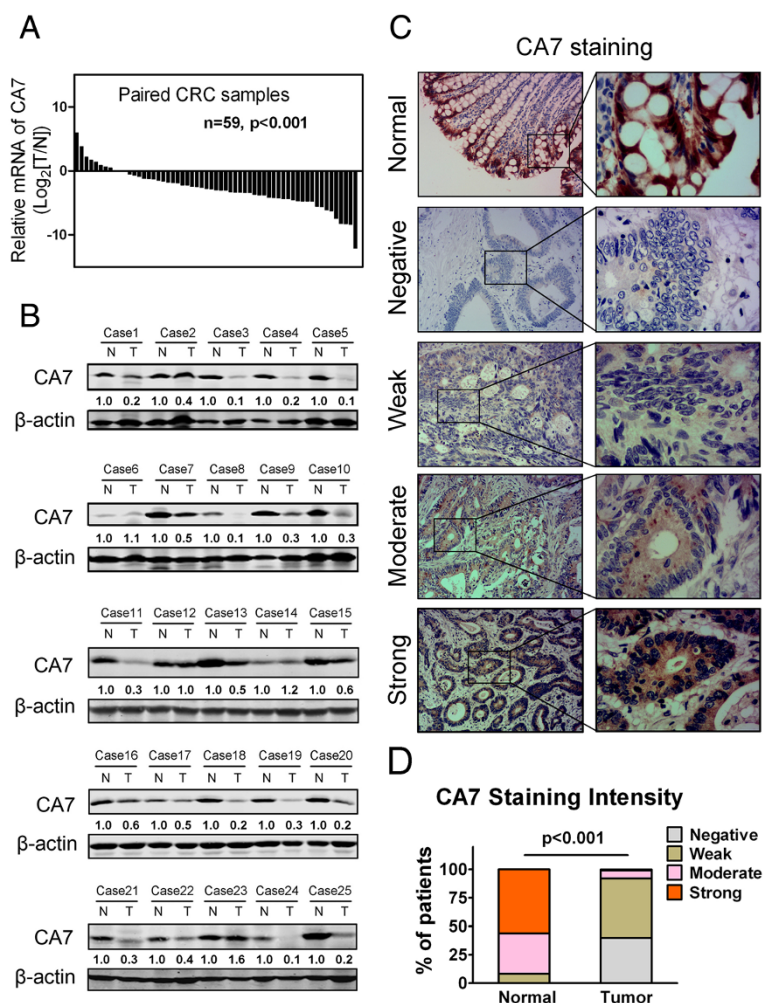 A
Relative mRNA of CA7
(Log2[T/N])
10
0
-10
Paired CRC samples
n=59, p<0.001
B
Case1 Case2 Case3 Case4 Case5
N T N T N T N T N T
CA7
1.0 0.2 1.0 0.4 1.0 0.1 1.0 0.2 1.0 0.1
β-actin
Case6 Case7 Case8 Case9 Case10
N T N T N T N T N T
CA7
1.0 1.1 1.0 0.5 1.0 0.1 1.0 0.3 1.0 0.3
β-actin
Case11 Case12 Case13 Case14 Case15
N T N T N T N T N T
CA7
1.0 0.3 1.0 1.0 1.0 0.5 1.0 1.2 1.0 0.6
β-actin
Case16 Case17 Case18 Case19 Case20
N T N T N T N T N T
CA7
1.0 0.6 1.0 0.5 1.0 0.2 1.0 0.3 1.0 0.2
β-actin
Case21 Case22 Case23 Case24 Case25
N T N T N T N T N T
CA7
1.0 0.3 1.0 0.4 1.0 1.6 1.0 0.1 1.0 0.2
β-actin
C
CA7 staining
Normal
Negative
Weak
Moderate
Strong
D
CA7 Staining Intensity
p<0.001
% of patients
100
75
50
25
0
Normal Tumor
Negative
Weak
Moderate
Strong